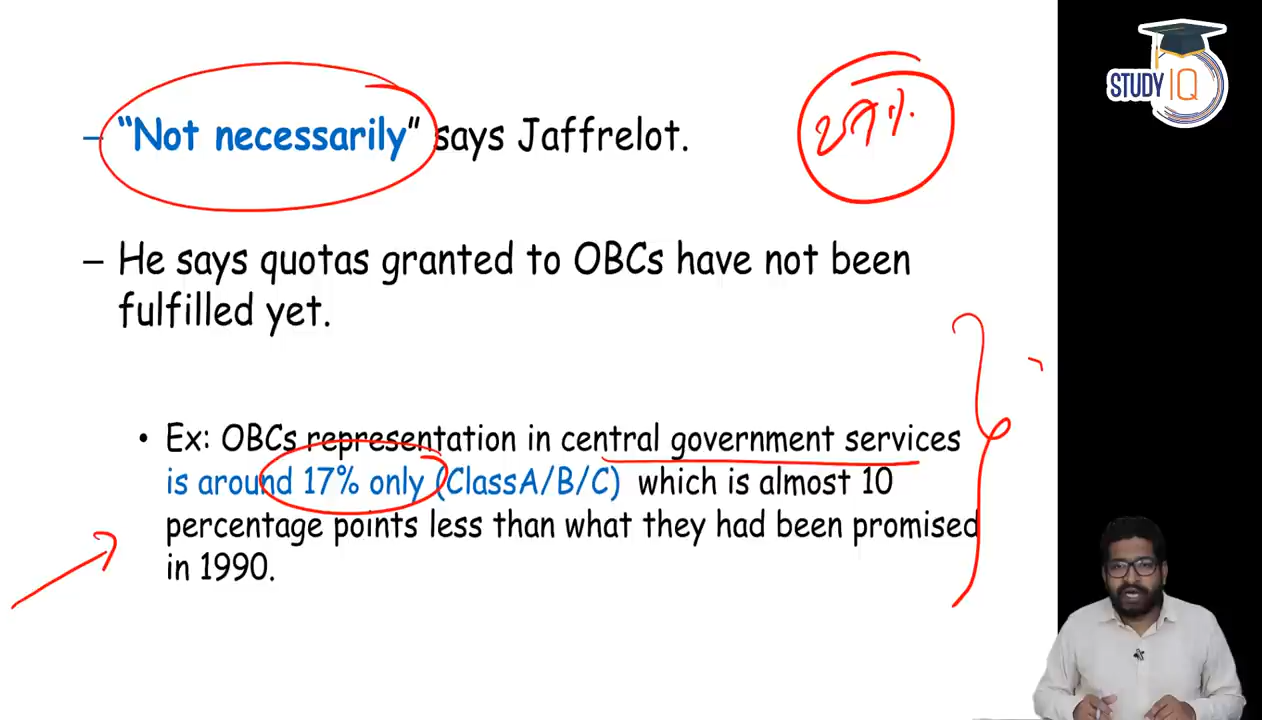 – “Not necessarily” says Jaffrelot.
27%
– He says quotas granted to OBCs have not been
fulfilled yet.
• Ex: OBCs representation in central government services
is around 17% only (ClassA/B/C) which is almost 10
percentage points less than what they had been promised
in 1990.
STUDY IQ